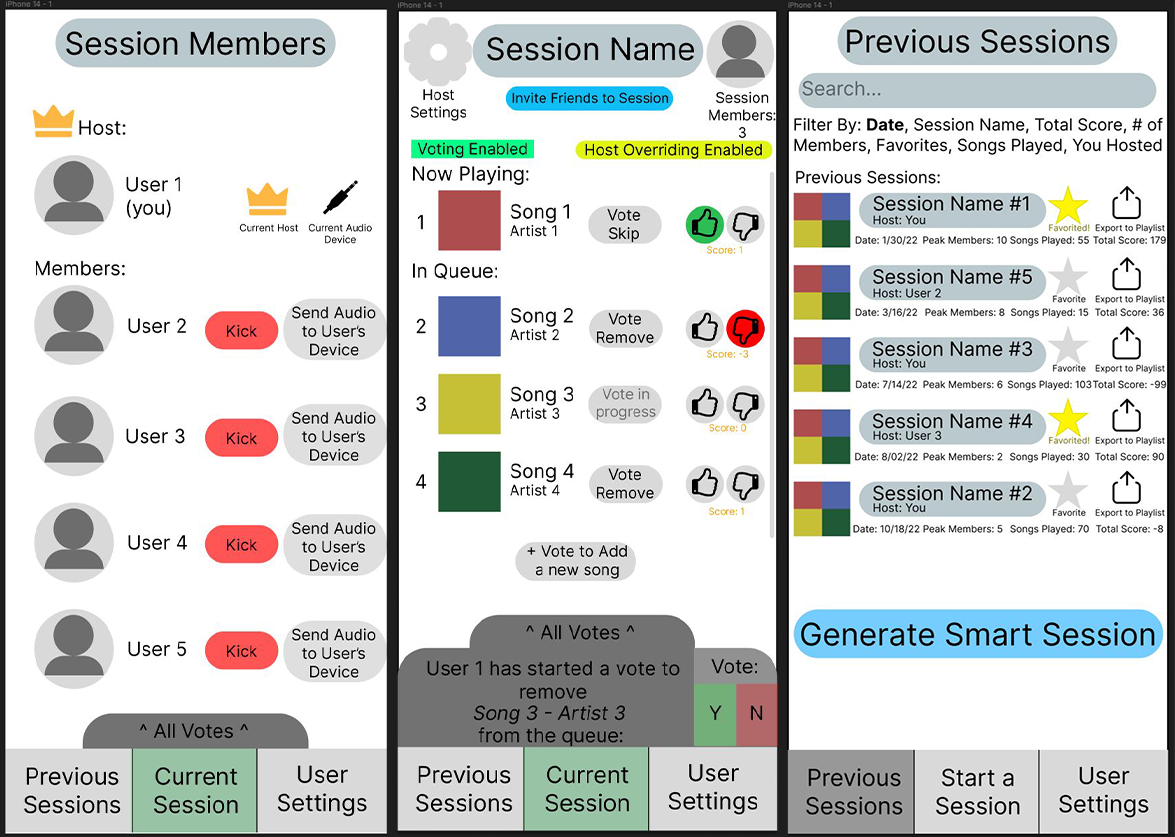 iPhone 14 - 1
Session Members
Host:
User 1
(you)
Current Host
Current Audio
Device
Members:
User 2
Kick
Send Audio
to User's
Device
User 3
Kick
Send Audio
to User's
Device
User 4
Kick
Send Audio
to User's
Device
User 5
Kick
Send Audio
to User's
Device
^ All Votes ^
Previous
Sessions
Current
Session
User
Settings
iPhone 14 - 1
Host
Settings
Session Name
Invite Friends to Session
Session
Members:
3
Voting Enabled
Host Overriding Enabled
Now Playing:
1
Song 1
Artist 1
Vote
Skip
Score: 1
In Queue:
2
Song 2
Artist 2
Vote
Remove
Score: -3
3
Song 3
Artist 3
Vote in
progress
Score: 0
4
Song 4
Artist 4
Vote
Remove
Score: 1
+ Vote to Add
a new song
^ All Votes ^
User 1 has started a vote to
remove
Song 3 - Artist 3
from the queue:
Vote:
Y N
Previous
Sessions
Current
Session
User
Settings
iPhone 14 - 1
Previous Sessions
Search...
Filter By: Date, Session Name, Total Score, # of
Members, Favorites, Songs Played, You Hosted
Previous Sessions:
Session Name #1
Host: You
Favorited!
Export to Playlist
Date: 1/30/22 Peak Members: 10 Songs Played: 55 Total Score: 179
Session Name #5
Host: User 2
Favorite
Export to Playlist
Date: 3/16/22 Peak Members: 8 Songs Played: 15 Total Score: 36
Session Name #3
Host: You
Favorite
Export to Playlist
Date: 7/14/22 Peak Members: 6 Songs Played: 103 Total Score: -99
Session Name #4
Host: User 3
Favorited!
Export to Playlist
Date: 8/02/22 Peak Members: 2 Songs Played: 30 Total Score: 90
Session Name #2
Host: You
Favorite
Export to Playlist
Date: 10/18/22 Peak Members: 5 Songs Played: 70 Total Score: -8
Generate Smart Session
Previous
Sessions
Start a
Session
User
Settings